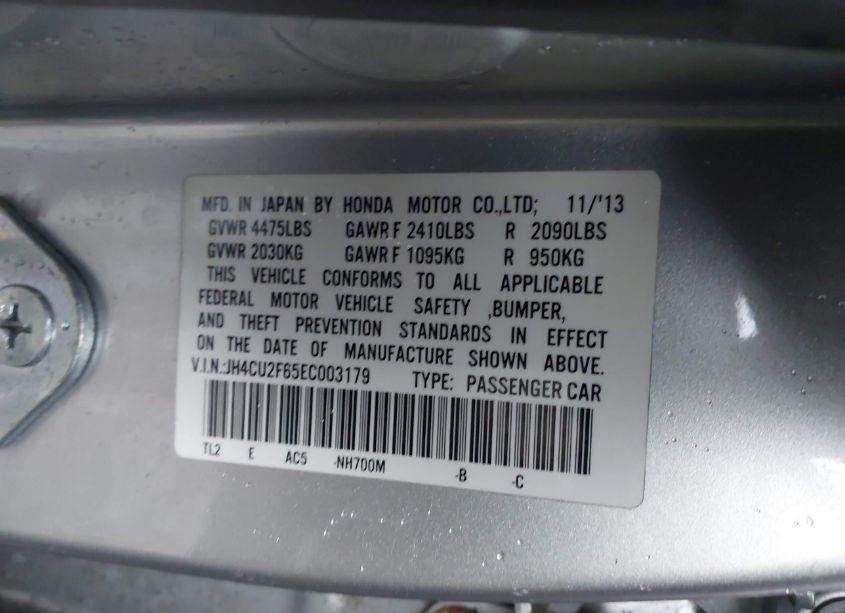 MFD. IN JAPAN BY HONDA MOTOR CO.,LTD; 11/'13
GVWR 4475LBS GAWR F 2410LBS R 2090LBS
GVWR 2030KG GAWR F 1095KG R 950KG
THIS VEHICLE CONFORMS TO ALL APPLICABLE
FEDERAL MOTOR VEHICLE SAFETY ,BUMPER,
AND THEFT PREVENTION STANDARDS IN EFFECT
ON THE DATE OF MANUFACTURE SHOWN ABOVE.
V.I.N.:JH4CU2F65EC003179 TYPE: PASSENGER CAR
TL2 E AC5 -NH700M -B -C